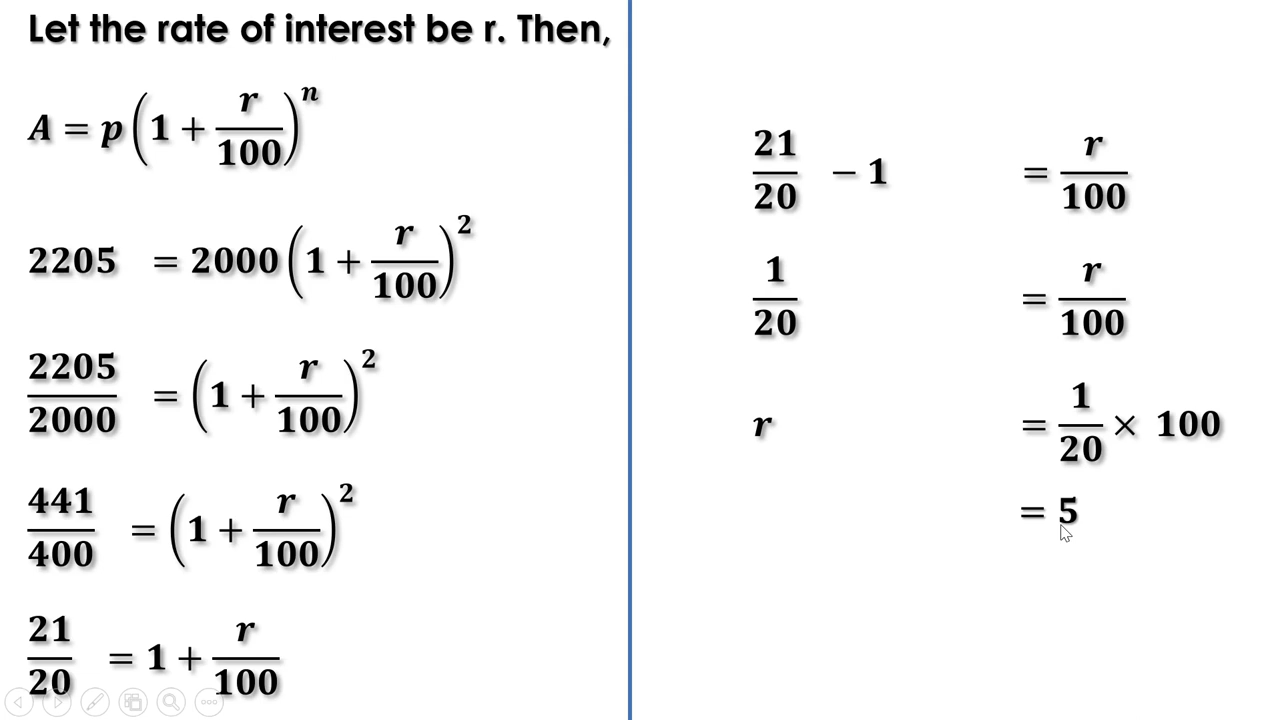 Let the rate of interest be r. Then,
A = p(1 + r/100)^n
2205 = 2000(1 + r/100)^2
2205/2000 = (1 + r/100)^2
441/400 = (1 + r/100)^2
21/20 = 1 + r/100
21/20 − 1 = r/100
1/20 = r/100
r = 1/20 × 100
= 5